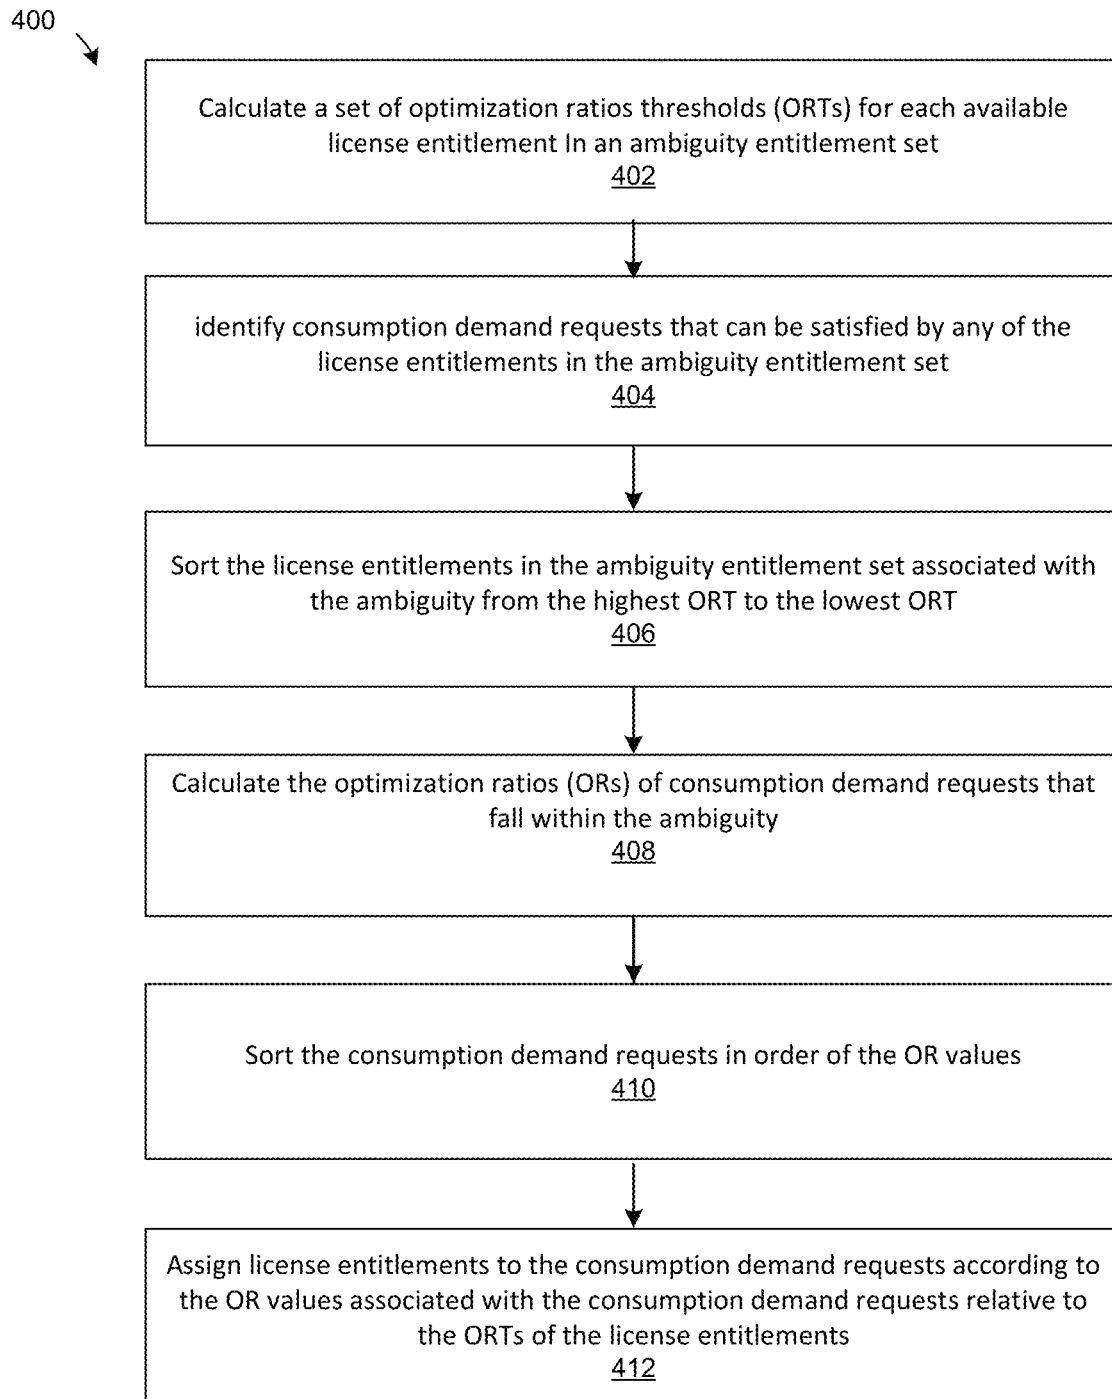 400
Calculate a set of optimization ratios thresholds (ORTs) for each available
license entitlement In an ambiguity entitlement set
402
identify consumption demand requests that can be satisfied by any of the
license entitlements in the ambiguity entitlement set
404
Sort the license entitlements in the ambiguity entitlement set associated with
the ambiguity from the highest ORT to the lowest ORT
406
Calculate the optimization ratios (ORs) of consumption demand requests that
fall within the ambiguity
408
Sort the consumption demand requests in order of the OR values
410
Assign license entitlements to the consumption demand requests according to
the OR values associated with the consumption demand requests relative to
the ORTs of the license entitlements
412